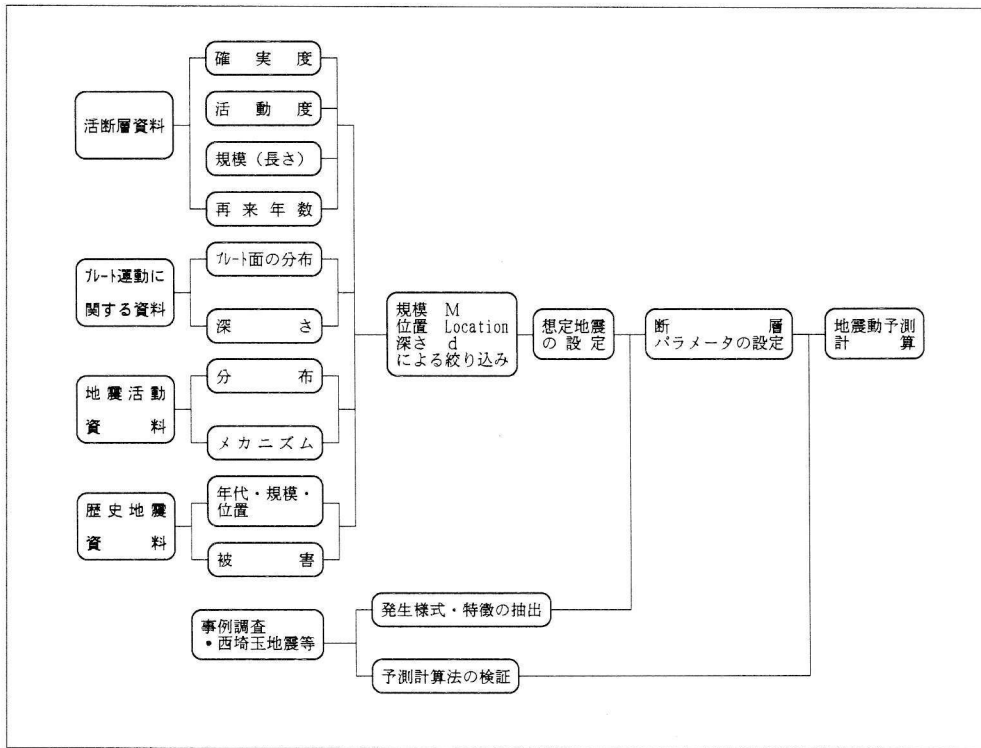 確実度
活動度
活断層資料
規模（長さ）
再来年数
プレート面の分布
プレート運動に
関する資料
深さ
規模 M
位置 Location
深さ d
による絞り込み
想定地震
の設定
断層
パラメータの設定
地震動予測
計算
分布
地震活動
資料
メカニズム
年代・規模・
位置
歴史地震
資料
被害
発生様式・特徴の抽出
事例調査
・西埼玉地震等
予測計算法の検証